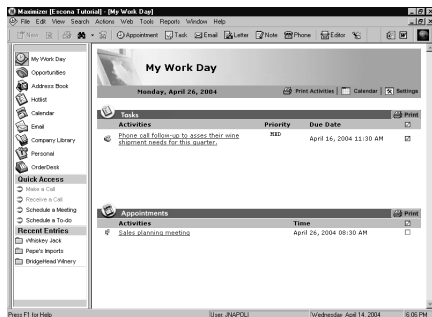 Maximizer [Escona Tutorial] - [My Work Day]
File Edit View Search Actions Web Tools Reports Window Help
New Appointment Task Email Letter Note Phone Editor
My Work Day
Opportunities
Address Book
Hotlist
Calendar
Email
Company Library
Personal
OrderDesk
Quick Access
Make a Call
Receive a Call
Schedule a Meeting
Schedule a To-do
Recent Entries
Whiskey Jack
Pepe's Imports
BridgeHead Winery
My Work Day
Monday, April 26, 2004 Print Activities | Calendar | Settings
Tasks Print
Activities Priority Due Date
Phone call follow-up to asses their wine shipment needs for this quarter. MED April 16, 2004 11:30 AM
Appointments Print
Activities Time
Sales planning meeting April 26, 2004 08:30 AM
Press F1 for Help User: JNAPOLI Wednesday, April 14, 2004 6:06 PM